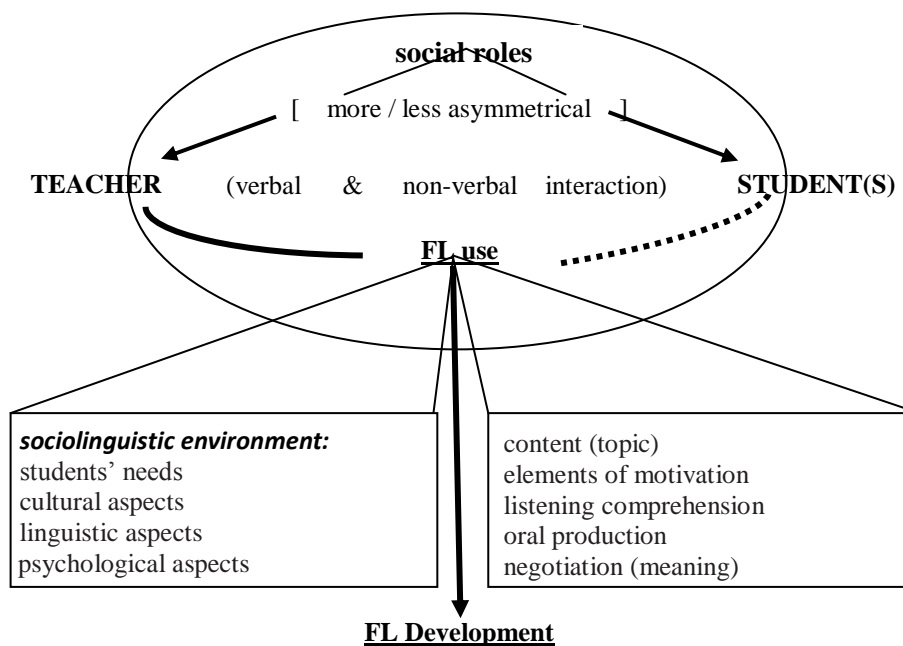 social roles
[ more / less asymmetrical ]
TEACHER (verbal & non-verbal interaction) STUDENT(S)
FL use
sociolinguistic environment:
students’ needs
cultural aspects
linguistic aspects
psychological aspects
content (topic)
elements of motivation
listening comprehension
oral production
negotiation (meaning)
FL Development